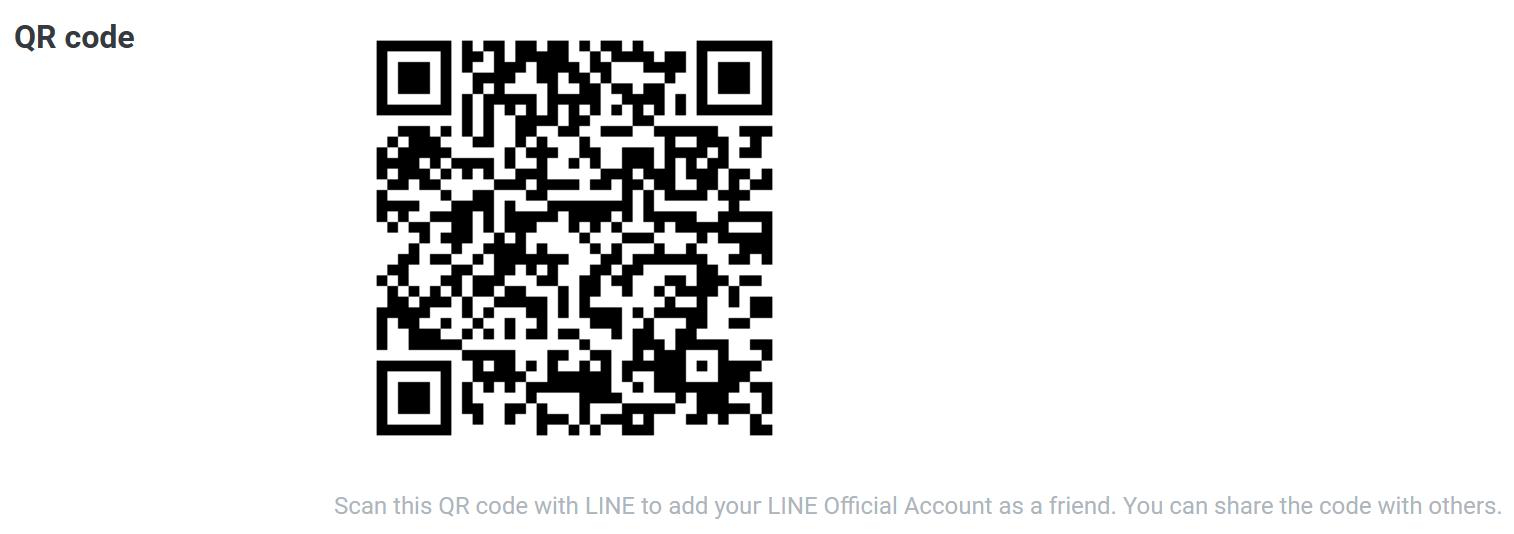 QR code
Scan this QR code with LINE to add your LINE Official Account as a friend. You can share the code with others.